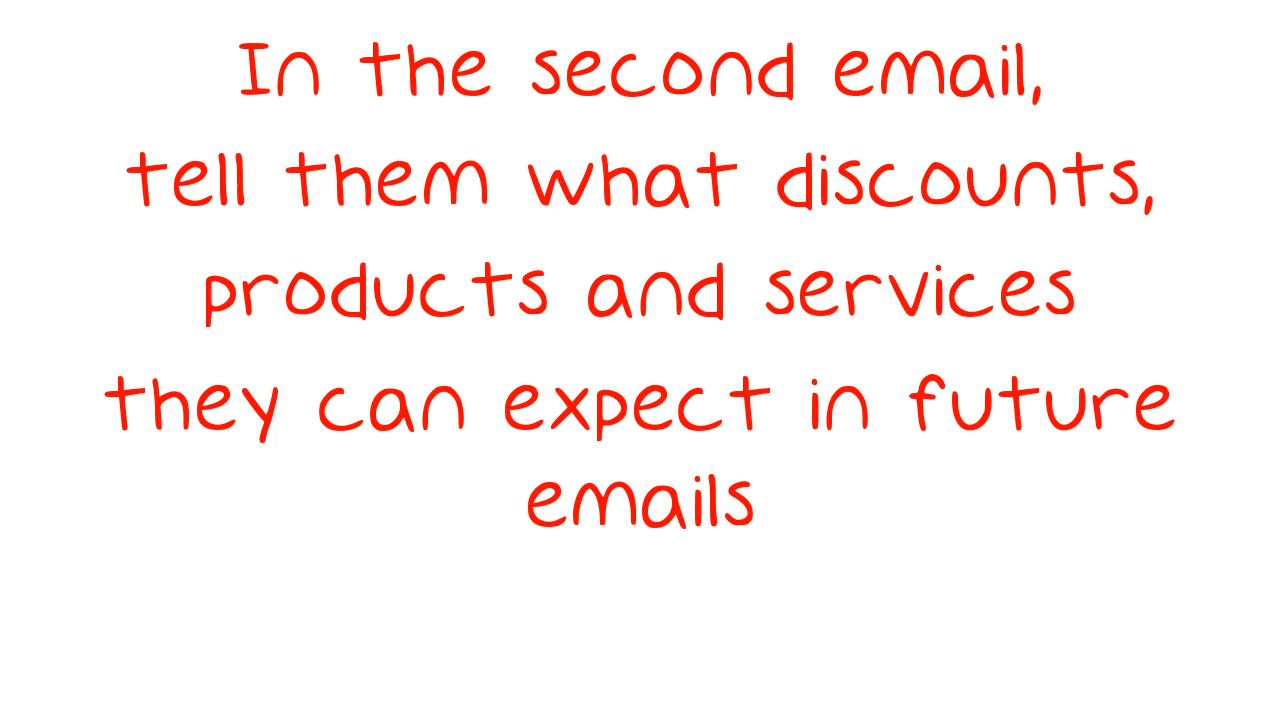 In the second email,
tell them what discounts,
products and services
they can expect in future
emails